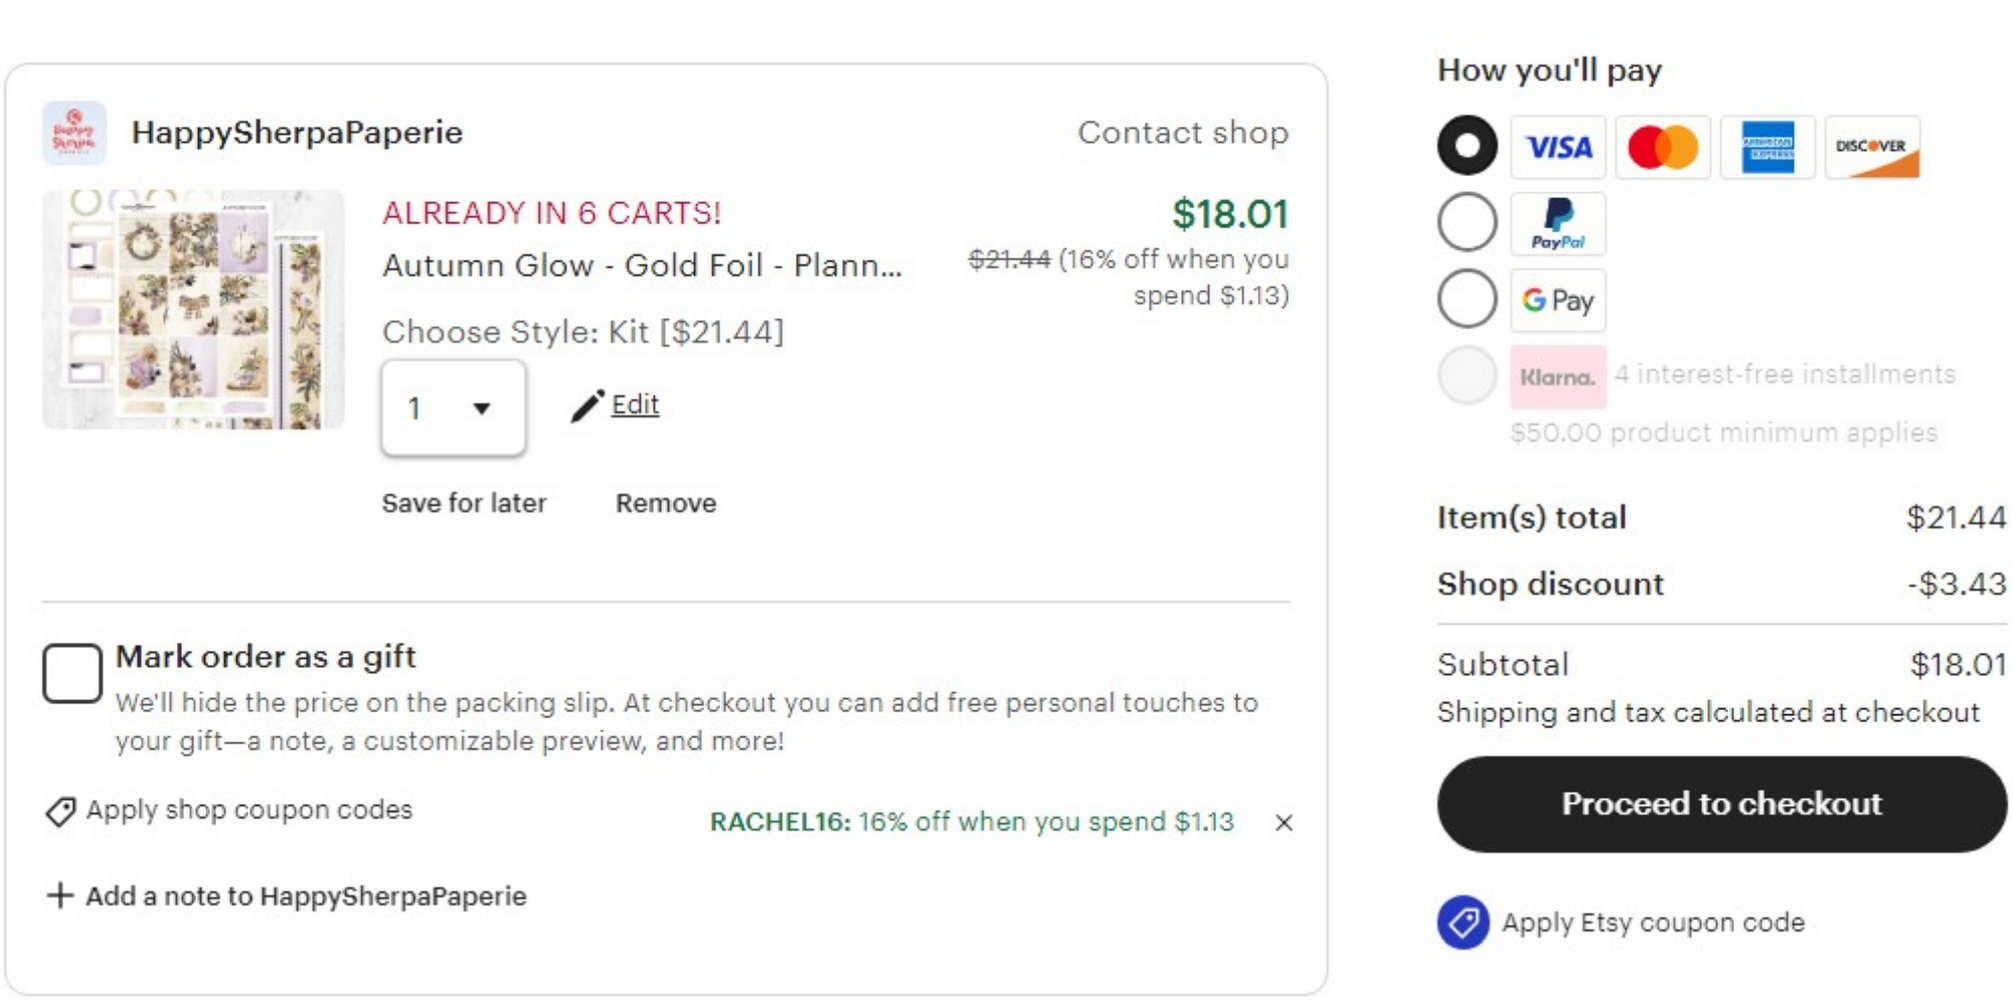 HappySherpaPaperie
Contact shop
ALREADY IN 6 CARTS!
$18.01
Autumn Glow - Gold Foil - Plann...
$21.44 (16% off when you
spend $1.13)
Choose Style: Kit [$21.44]
1
Edit
Save for later
Remove
Mark order as a gift
We'll hide the price on the packing slip. At checkout you can add free personal touches to
your gift—a note, a customizable preview, and more!
Apply shop coupon codes
RACHEL16: 16% off when you spend $1.13
Add a note to HappySherpaPaperie
How you'll pay
VISA
AMERICAN
EXPRESS
DISCOVER
PayPal
G Pay
Klarna. 4 interest-free installments
$50.00 product minimum applies
Item(s) total $21.44
Shop discount -$3.43
Subtotal $18.01
Shipping and tax calculated at checkout
Proceed to checkout
Apply Etsy coupon code